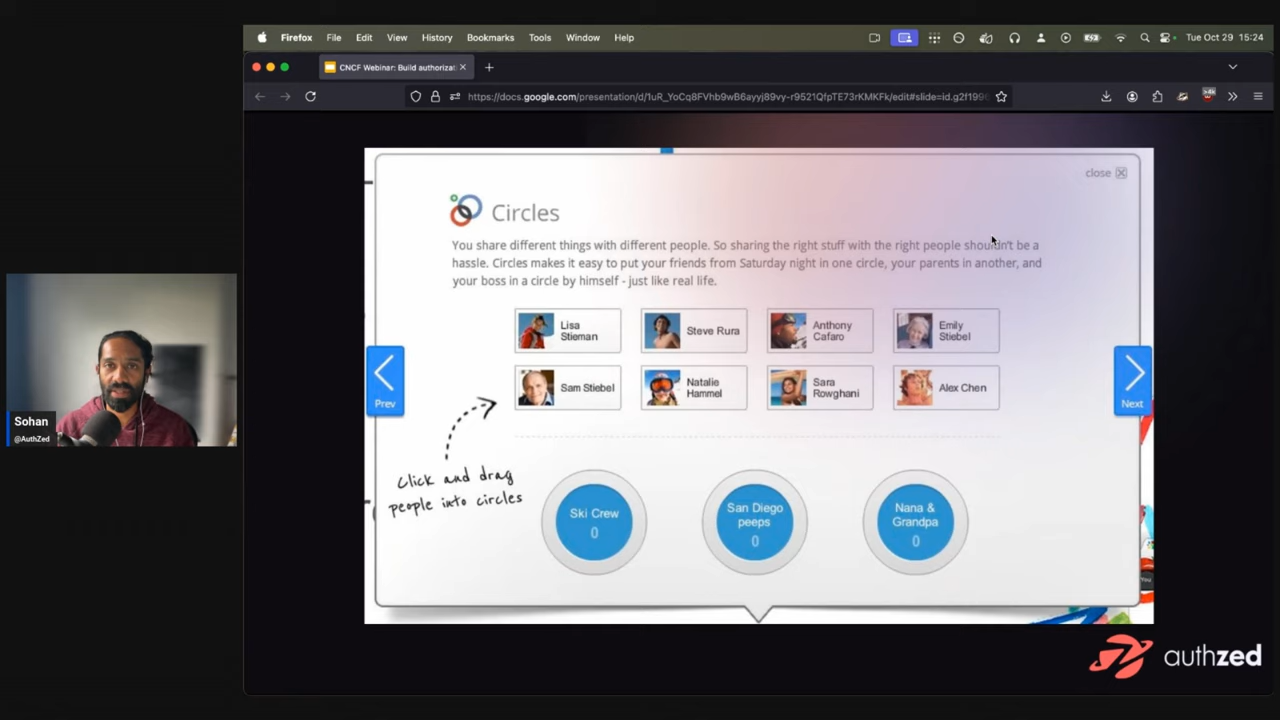 Firefox File Edit View History Bookmarks Tools Window Help Tue Oct 29 15:24
CNCF Webinar: Build authorizat
https://docs.google.com/presentation/d/1uR_YoCq8FVhb9wB6ayyj89vy-r9521QfpTE73rKMKFk/edit#slide=id.g2f199
close
Circles
You share different things with different people. So sharing the right stuff with the right people shouldn't be a
hassle. Circles makes it easy to put your friends from Saturday night in one circle, your parents in another, and
your boss in a circle by himself - just like real life.
Lisa
Stieman
Steve Rura
Anthony
Cafaro
Emily
Stiebel
Sam Stiebel
Natalie
Hammel
Sara
Rowghani
Alex Chen
Prev
Next
Click and drag
people into circles
Ski Crew
0
San Diego
peeps
0
Nana &
Grandpa
0
You
Sohan
@AuthZed
authzed